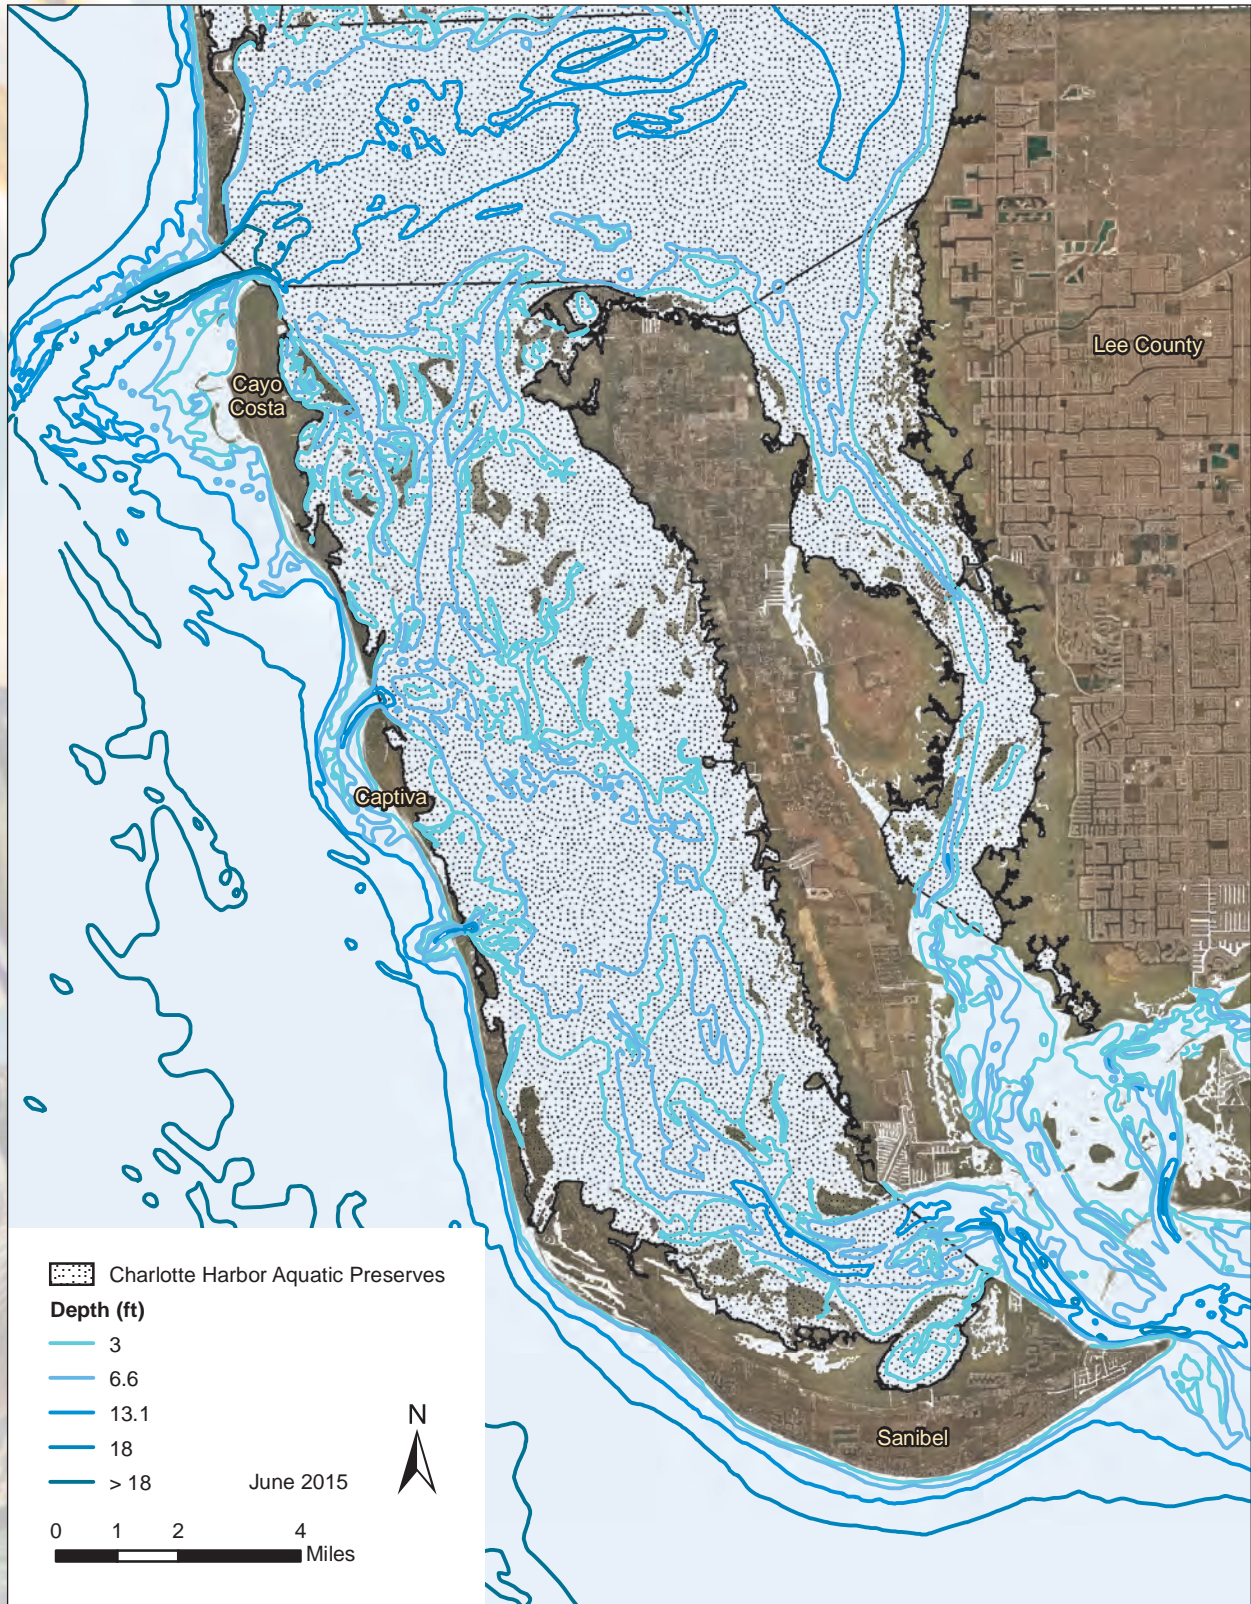 Lee County
Cayo
Costa
Captiva
Sanibel
Charlotte Harbor Aquatic Preserves
Depth (ft)
3
6.6
13.1
18
> 18
June 2015
N
0 1 2 4
Miles